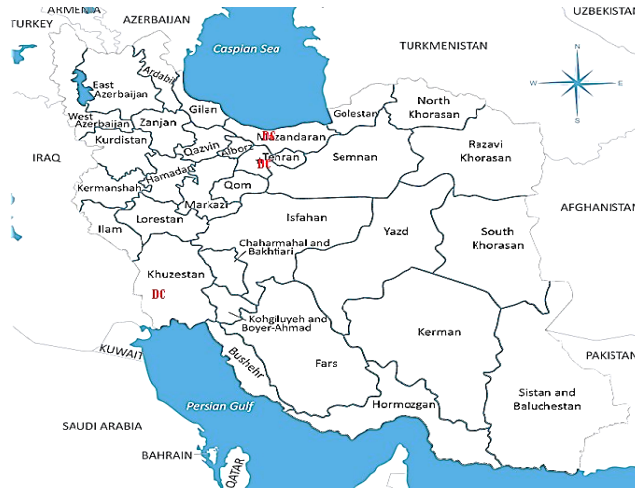 ARMENIA
AZERBAIJAN
UZBEKISTAN
TURKEY
Caspian Sea
TURKMENISTAN
N
W
E
S
Ardabil
East
Azerbaijan
Gilan
Golestan
North
Khorasan
West
Azerbaijan
Zanjan
DC
Mazandaran
Kurdistan
Qazvin
Alborz
DC
Tehran
Semnan
Razavi
Khorasan
IRAQ
Hamadan
Kermanshah
Qom
Markazi
AFGHANISTAN
Ilam
Lorestan
Isfahan
Yazd
South
Khorasan
Chaharmahal and
Bakhtiari
Khuzestan
DC
Kohgiluyeh and
Boyer-Ahmad
Kerman
KUWAIT
Bushehr
Fars
PAKISTAN
Sistan and
Baluchestan
Persian Gulf
Hormozgan
SAUDI ARABIA
BAHRAIN
QATAR